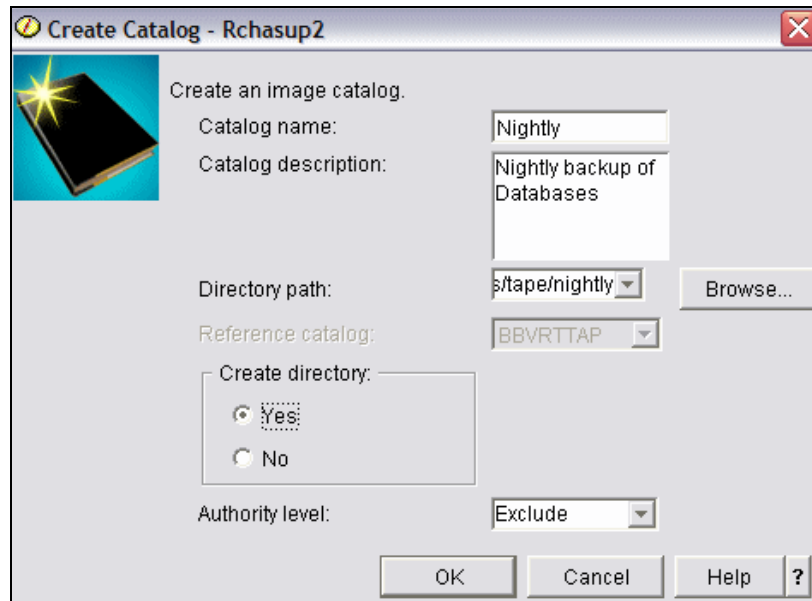 Create Catalog - Rchasup2
Create an image catalog.
Catalog name:
Nightly
Catalog description:
Nightly backup of
Databases
Directory path:
s/tape/nightly
Browse...
Reference catalog:
BBVRTTAP
Create directory:
Yes
No
Authority level:
Exclude
OK
Cancel
Help
?